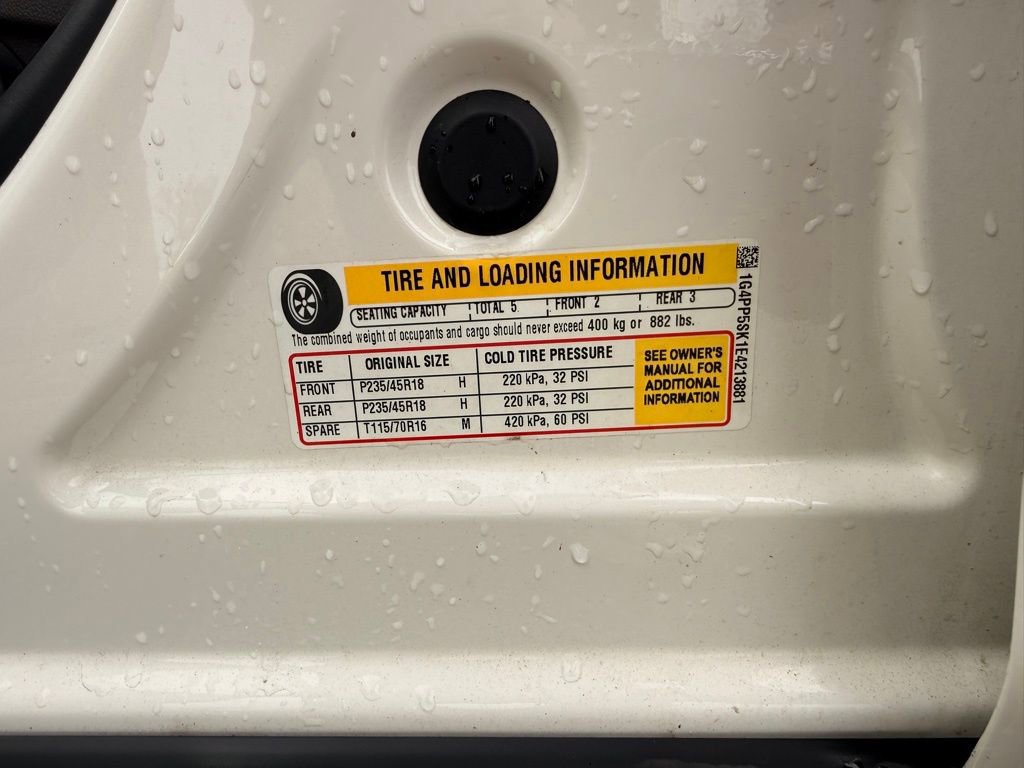 TIRE AND LOADING INFORMATION
SEATING CAPACITY TOTAL 5 FRONT 2 REAR 3
The combined weight of occupants and cargo should never exceed 400 kg or 882 lbs.
TIRE ORIGINAL SIZE COLD TIRE PRESSURE
FRONT P235/45R18 H 220 kPa, 32 PSI
REAR P235/45R18 H 220 kPa, 32 PSI
SPARE T115/70R16 M 420 kPa, 60 PSI
SEE OWNER'S
MANUAL FOR
ADDITIONAL
INFORMATION
1G4PP5SK1E4213881